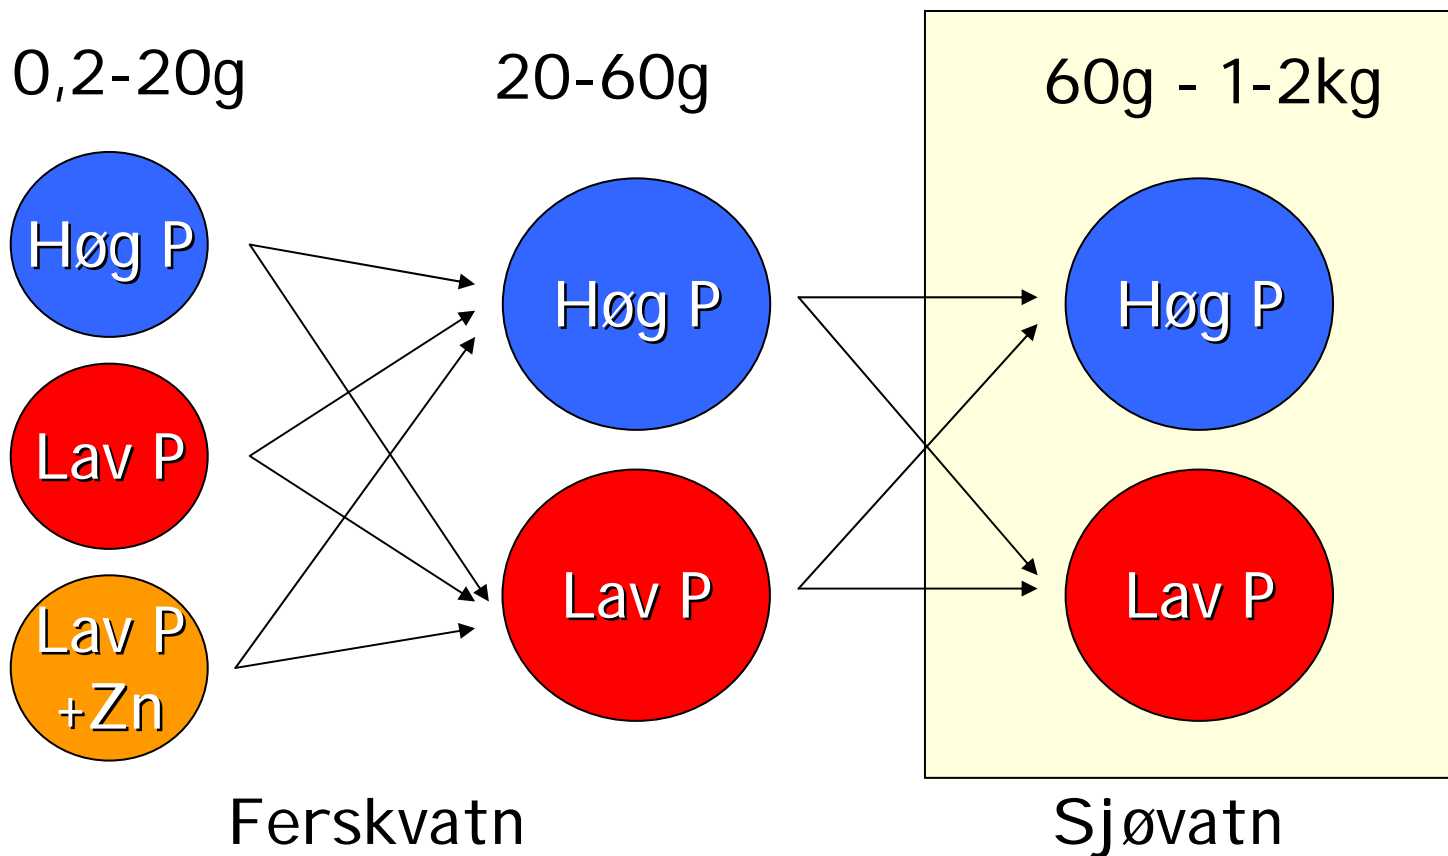 0,2-20g
20-60g
60g - 1-2kg
Høg P
Lav P
Lav P
+Zn
Høg P
Lav P
Høg P
Lav P
Ferskvatn
Sjøvatn